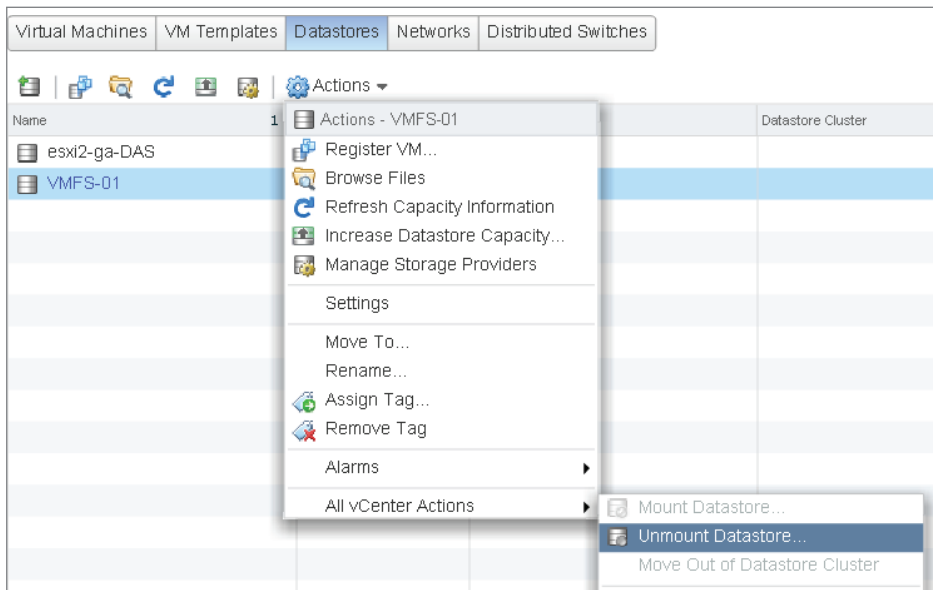 Virtual Machines VM Templates Datastores Networks Distributed Switches
Actions
Name 1 Datastore Cluster
Actions - VMFS-01
esxi2-ga-DAS
VMFS-01
Register VM...
Browse Files
Refresh Capacity Information
Increase Datastore Capacity...
Manage Storage Providers
Settings
Move To...
Rename...
Assign Tag...
Remove Tag
Alarms
All vCenter Actions
Mount Datastore...
Unmount Datastore...
Move Out of Datastore Cluster